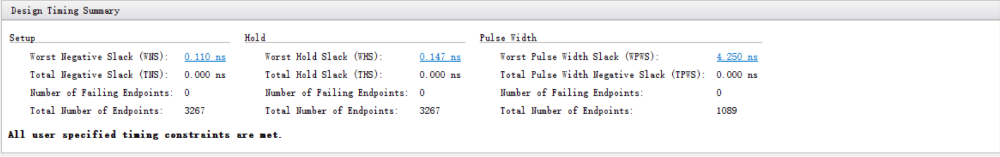 Design Timing Summary
Setup
Worst Negative Slack (WNS): 0.110 ns
Total Negative Slack (TNS): 0.000 ns
Number of Failing Endpoints: 0
Total Number of Endpoints: 3267
Hold
Worst Hold Slack (WHS): 0.147 ns
Total Hold Slack (THS): 0.000 ns
Number of Failing Endpoints: 0
Total Number of Endpoints: 3267
Pulse Width
Worst Pulse Width Slack (WPWS): 4.250 ns
Total Pulse Width Negative Slack (TPWS): 0.000 ns
Number of Failing Endpoints: 0
Total Number of Endpoints: 1089
All user specified timing constraints are met.